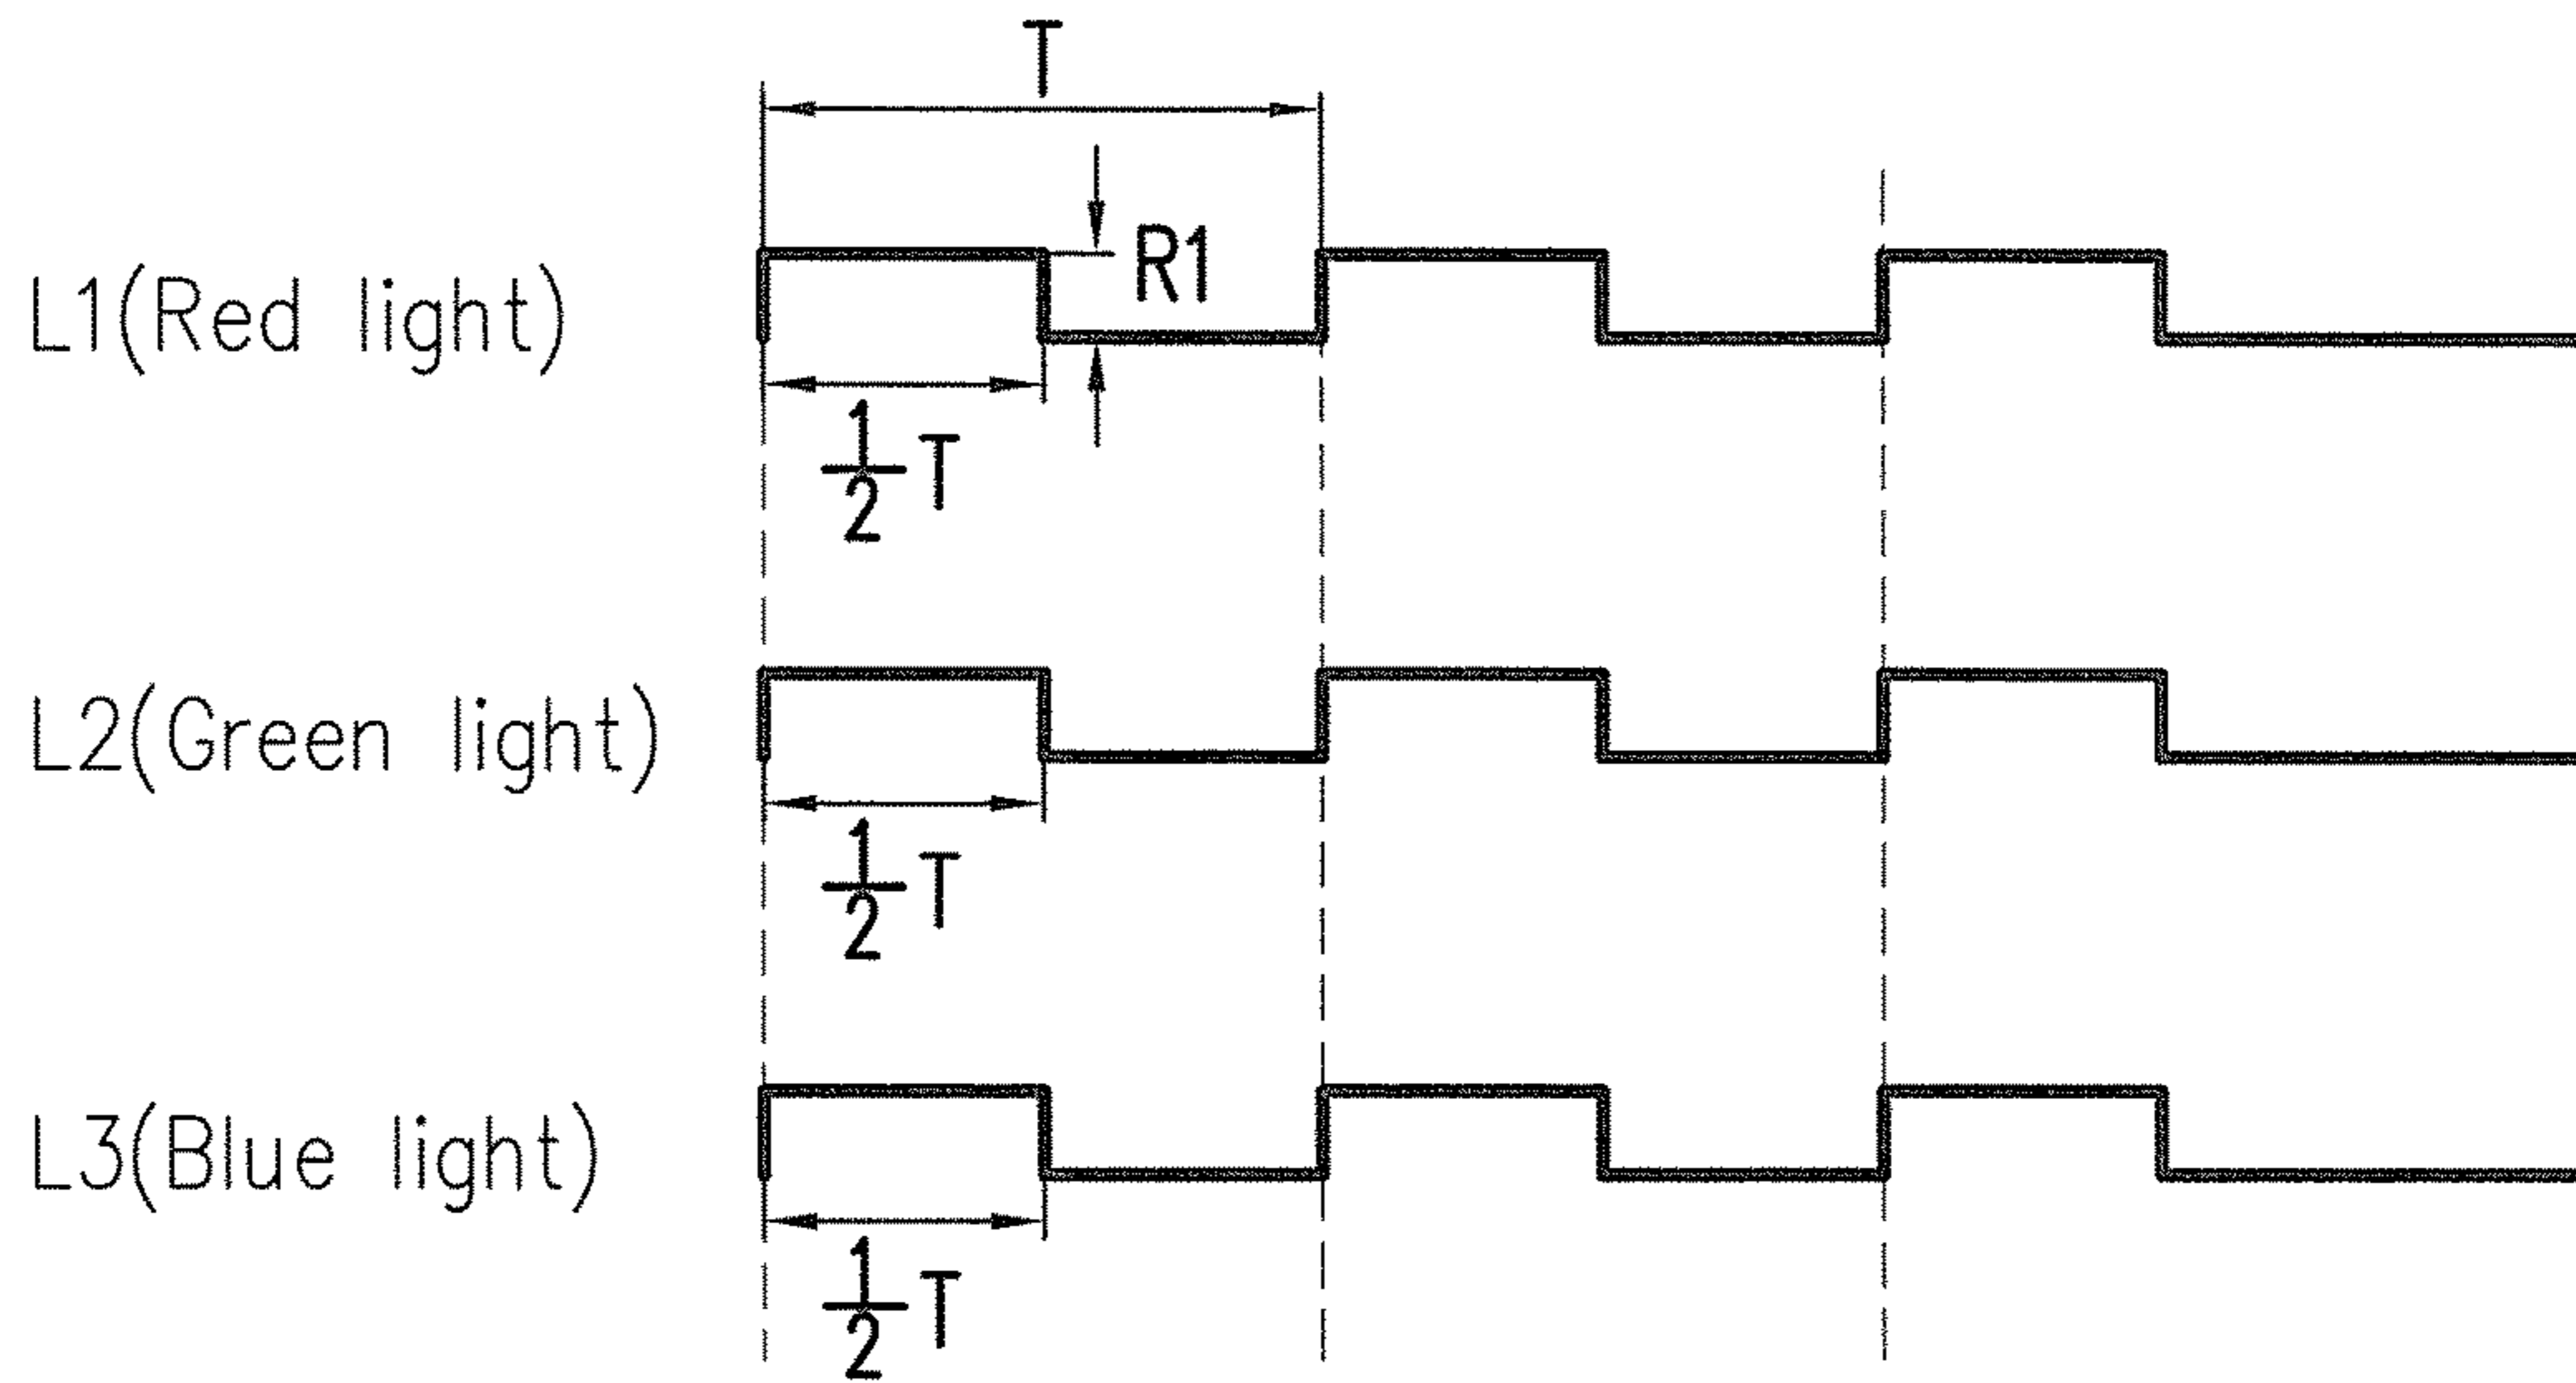 T
R1
L1(Red light)
1/2 T
L2(Green light)
1/2 T
L3(Blue light)
1/2 T